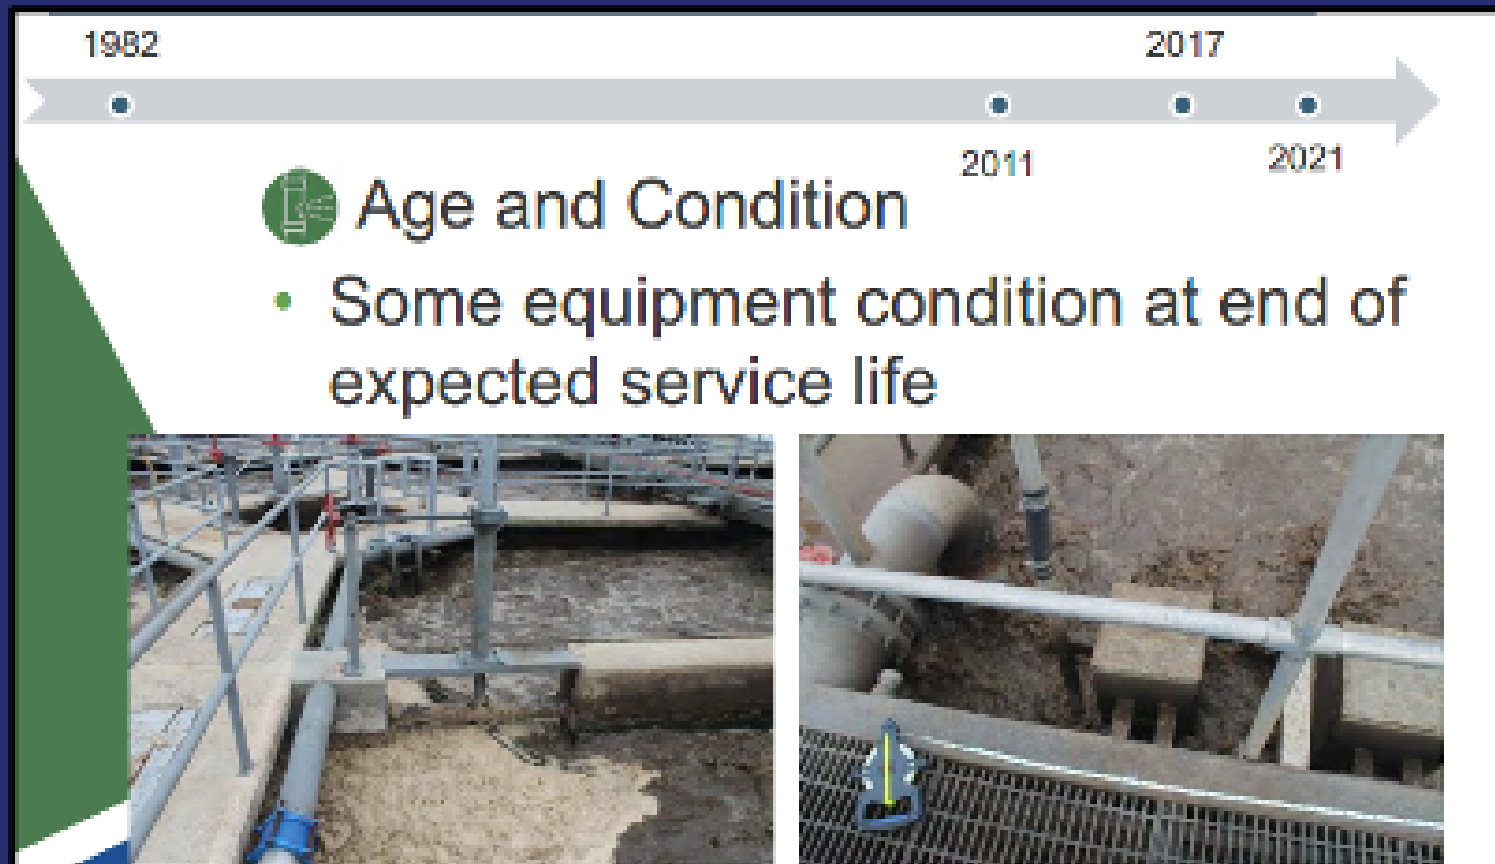 1982
2017
2011
2021
Age and Condition
• Some equipment condition at end of
expected service life